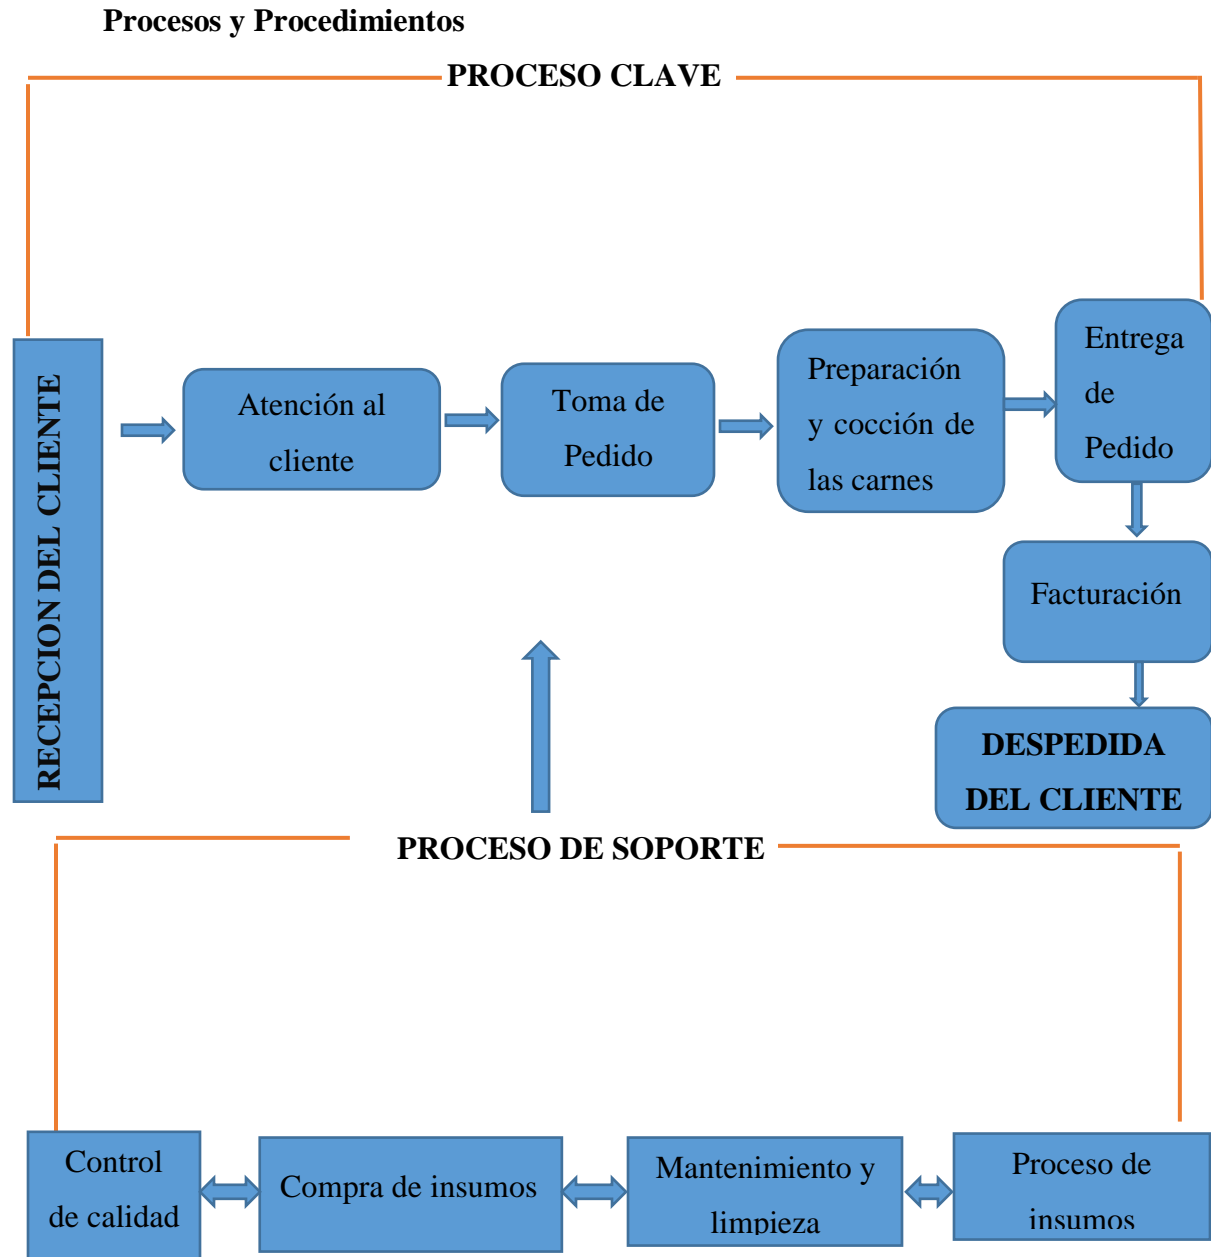 Procesos y Procedimientos
PROCESO CLAVE
RECEPCION DEL CLIENTE
Atención al
cliente
Toma de
Pedido
Preparación
y cocción de
las carnes
Entrega
de
Pedido
Facturación
DESPEDIDA
DEL CLIENTE
PROCESO DE SOPORTE
Control
de calidad
Compra de insumos
Mantenimiento y
limpieza
Proceso de
insumos